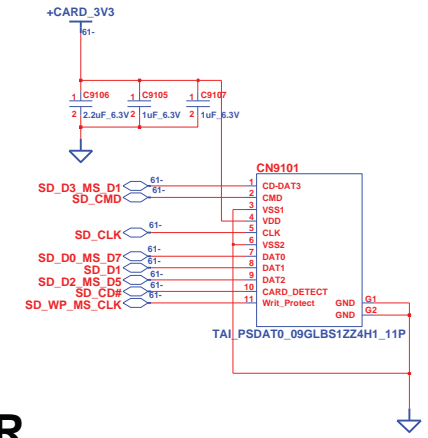 +CARD_3V3
61-
1 C9106 1 C9105 1 C9107
2 2.2uF_6.3V 2 1uF_6.3V 2 1uF_6.3V
CN9101
SD_D3_MS_D1 61- 1 CD-DAT3
SD_CMD 61- 2 CMD
3 VSS1
4 VDD
SD_CLK 61- 5 CLK
6 VSS2
SD_D0_MS_D7 61- 7 DAT0
SD_D1 61- 8 DAT1
SD_D2_MS_D5 61- 9 DAT2
SD_CD# 61- 10 CARD_DETECT
SD_WP_MS_CLK 61- 11 Writ_Protect GND G1
GND G2
TAI_PSDAT0_09GLBS1ZZ4H1_11P
R